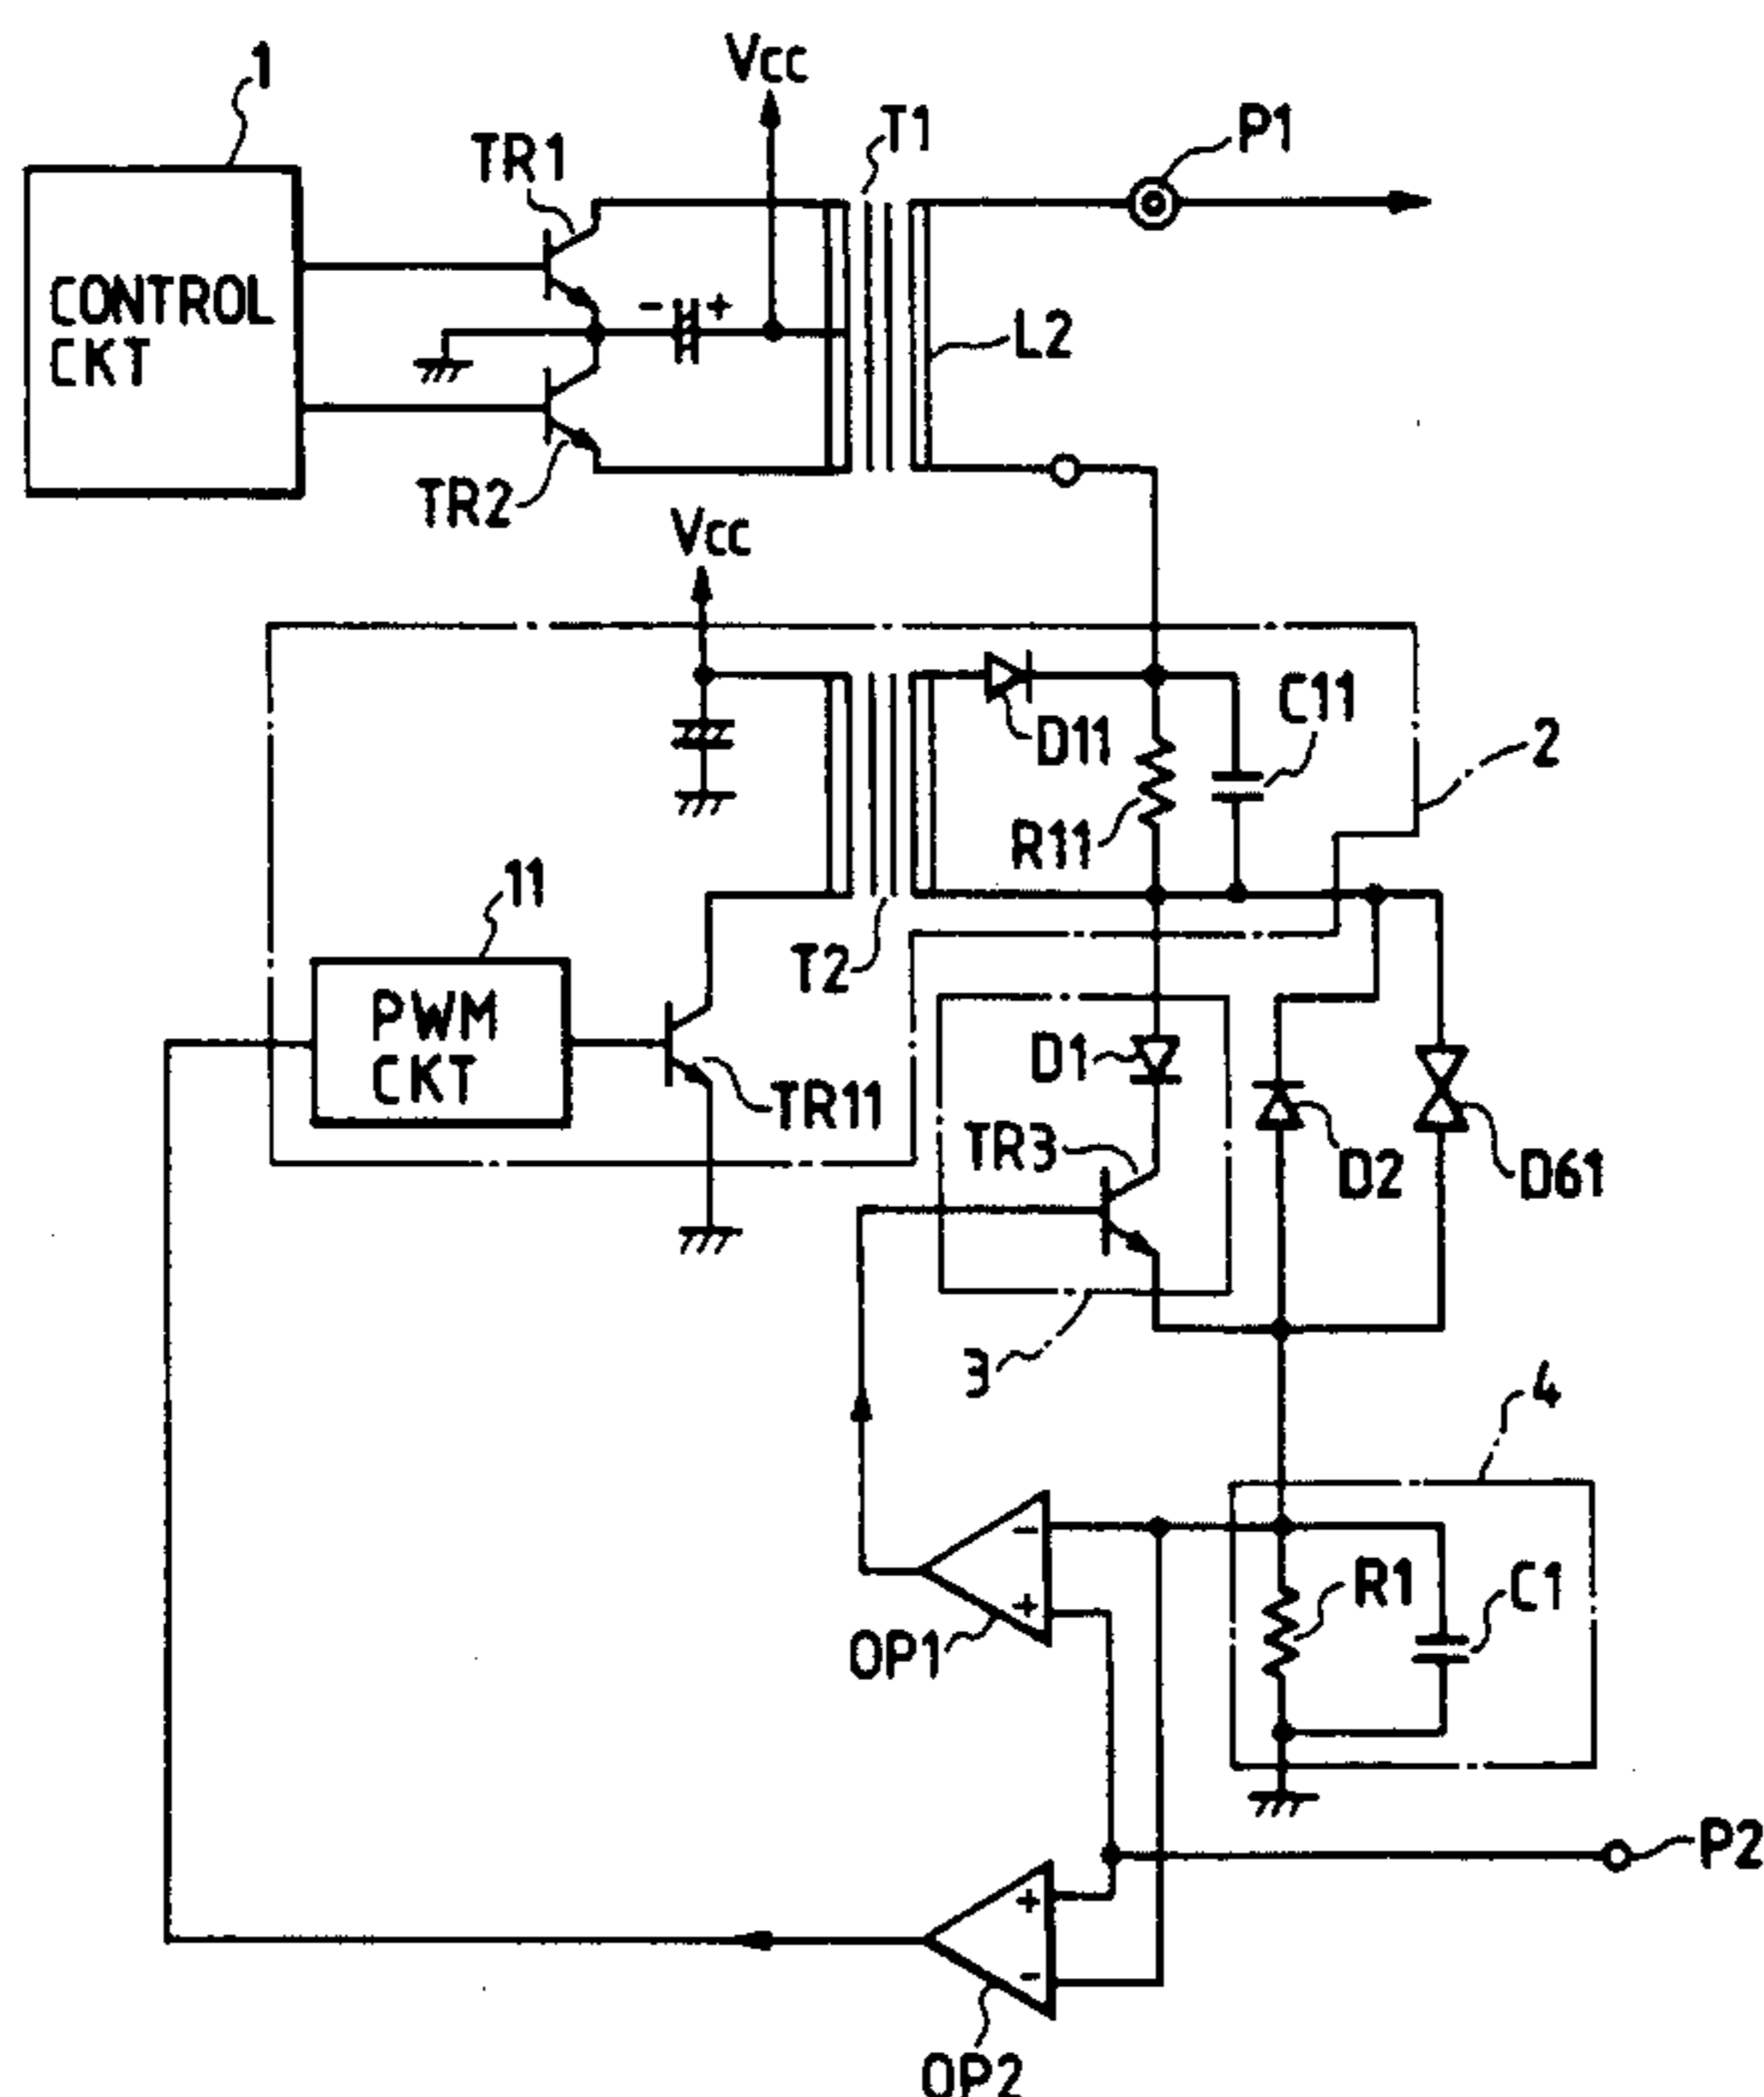 1
Vcc
T1
P1
TR1
CONTROL
CKT
- +
L2
TR2
Vcc
C11
D11
2
R11
11
T2
PWM
CKT
D1
TR11
TR3
D2
D61
3
4
-
R1
C1
+
OP1
P2
+
-
OP2